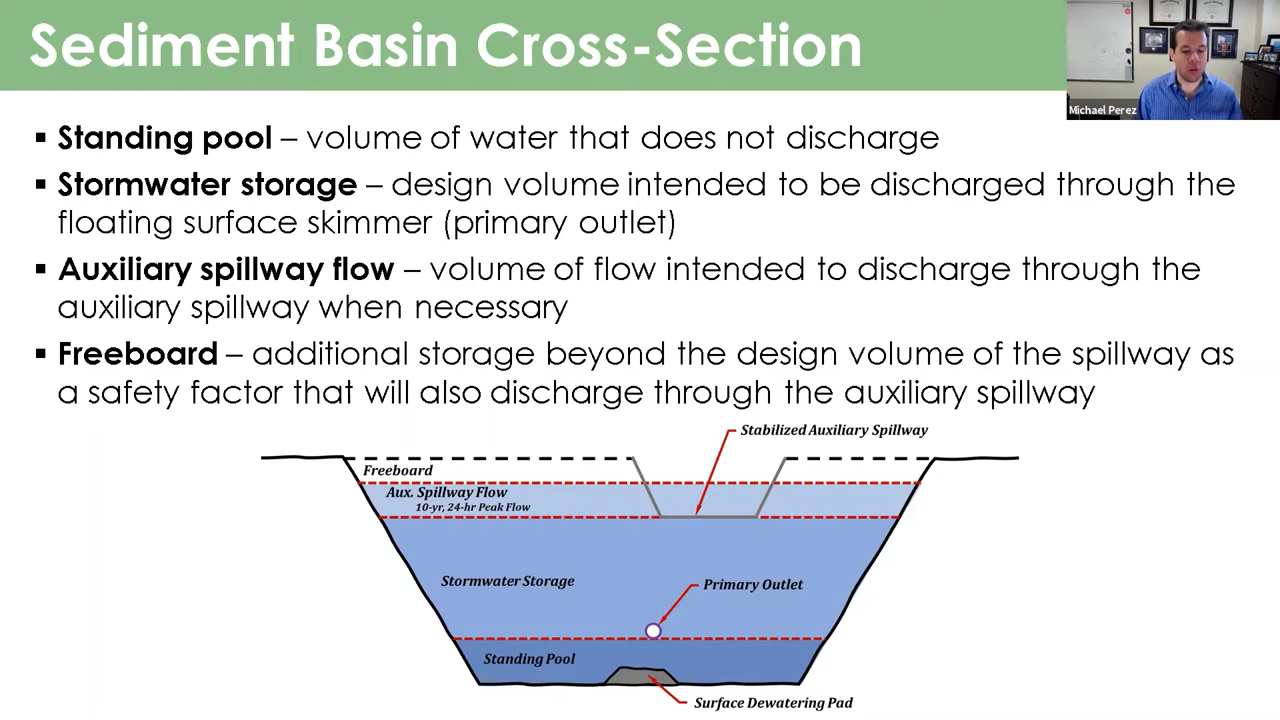 Sediment Basin Cross-Section
Michael Perez
▪ Standing pool – volume of water that does not discharge
▪ Stormwater storage – design volume intended to be discharged through the
floating surface skimmer (primary outlet)
▪ Auxiliary spillway flow – volume of flow intended to discharge through the
auxiliary spillway when necessary
▪ Freeboard – additional storage beyond the design volume of the spillway as
a safety factor that will also discharge through the auxiliary spillway
Stabilized Auxiliary Spillway
Freeboard
Aux. Spillway Flow
10-yr, 24-hr Peak Flow
Stormwater Storage
Primary Outlet
Standing Pool
Surface Dewatering Pad